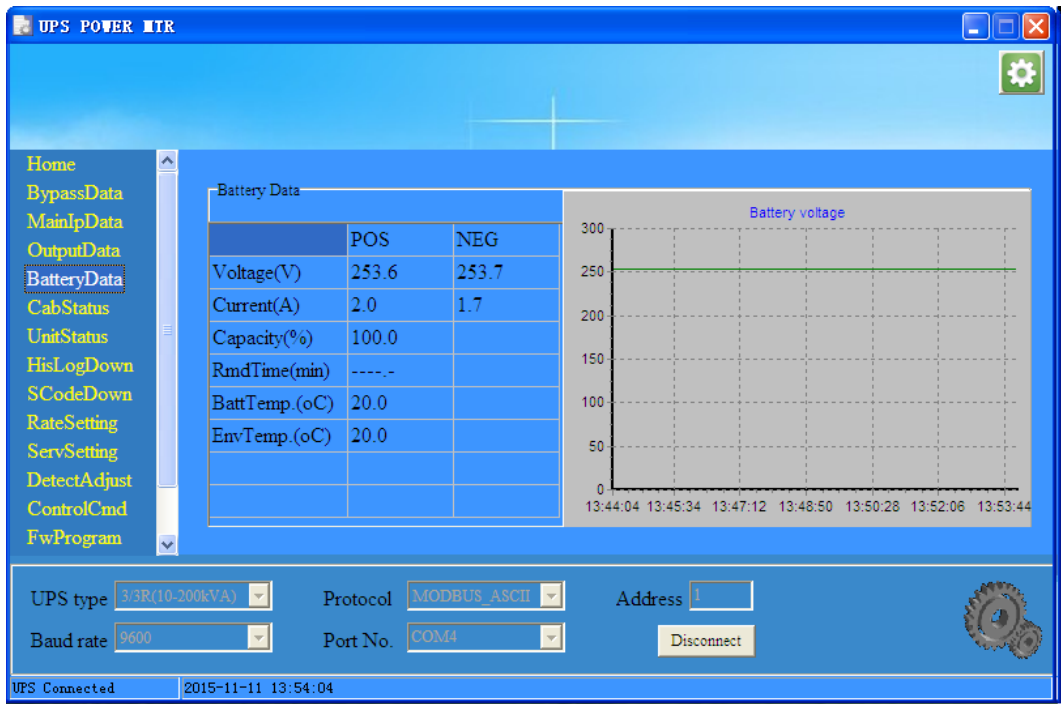 UPS POWER MTR
Home
BypassData
MainIpData
OutputData
BatteryData
CabStatus
UnitStatus
HisLogDown
SCodeDown
RateSetting
ServSetting
DetectAdjust
ControlCmd
FwProgram
Battery Data
POS NEG
Voltage(V) 253.6 253.7
Current(A) 2.0 1.7
Capacity(%) 100.0
RmdTime(min) ----.-
BattTemp.(oC) 20.0
EnvTemp.(oC) 20.0
Battery voltage
300
250
200
150
100
50
0
13:44:04 13:45:34 13:47:12 13:48:50 13:50:28 13:52:06 13:53:44
UPS type 3/3R(10-200kVA) Protocol MODBUS_ASCII Address 1
Baud rate 9600 Port No. COM4 Disconnect
UPS Connected 2015-11-11 13:54:04